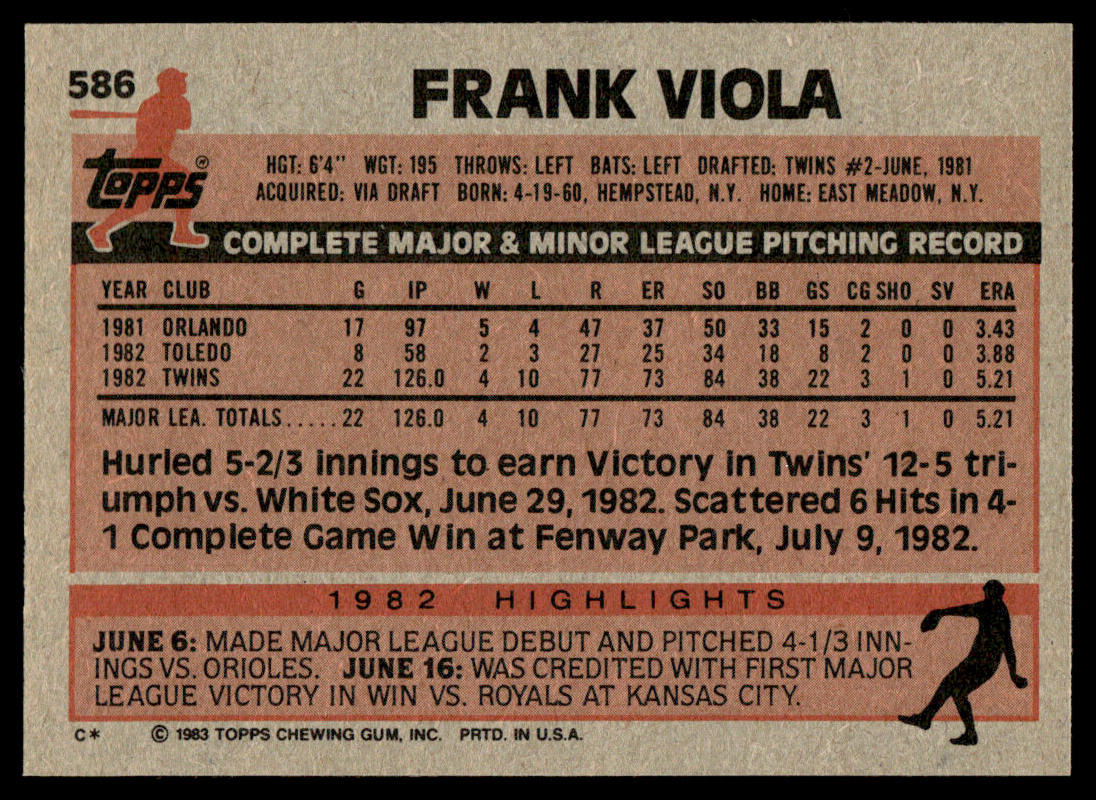 586
FRANK VIOLA
topps®
HGT: 6'4" WGT: 195 THROWS: LEFT BATS: LEFT DRAFTED: TWINS #2-JUNE, 1981
ACQUIRED: VIA DRAFT BORN: 4-19-60, HEMPSTEAD, N.Y. HOME: EAST MEADOW, N.Y.
COMPLETE MAJOR & MINOR LEAGUE PITCHING RECORD
YEAR CLUB G IP W L R ER SO BB GS CG SHO SV ERA
1981 ORLANDO 17 97 5 4 47 37 50 33 15 2 0 0 3.43
1982 TOLEDO 8 58 2 3 27 25 34 18 8 2 0 0 3.88
1982 TWINS 22 126.0 4 10 77 73 84 38 22 3 1 0 5.21
MAJOR LEA. TOTALS.....22 126.0 4 10 77 73 84 38 22 3 1 0 5.21
Hurled 5-2/3 innings to earn Victory in Twins' 12-5 tri-
umph vs. White Sox, June 29, 1982. Scattered 6 Hits in 4-
1 Complete Game Win at Fenway Park, July 9, 1982.
1982 HIGHLIGHTS
JUNE 6: MADE MAJOR LEAGUE DEBUT AND PITCHED 4-1/3 INN-
INGS VS. ORIOLES. JUNE 16: WAS CREDITED WITH FIRST MAJOR
LEAGUE VICTORY IN WIN VS. ROYALS AT KANSAS CITY.
C* © 1983 TOPPS CHEWING GUM, INC. PRTD. IN U.S.A.